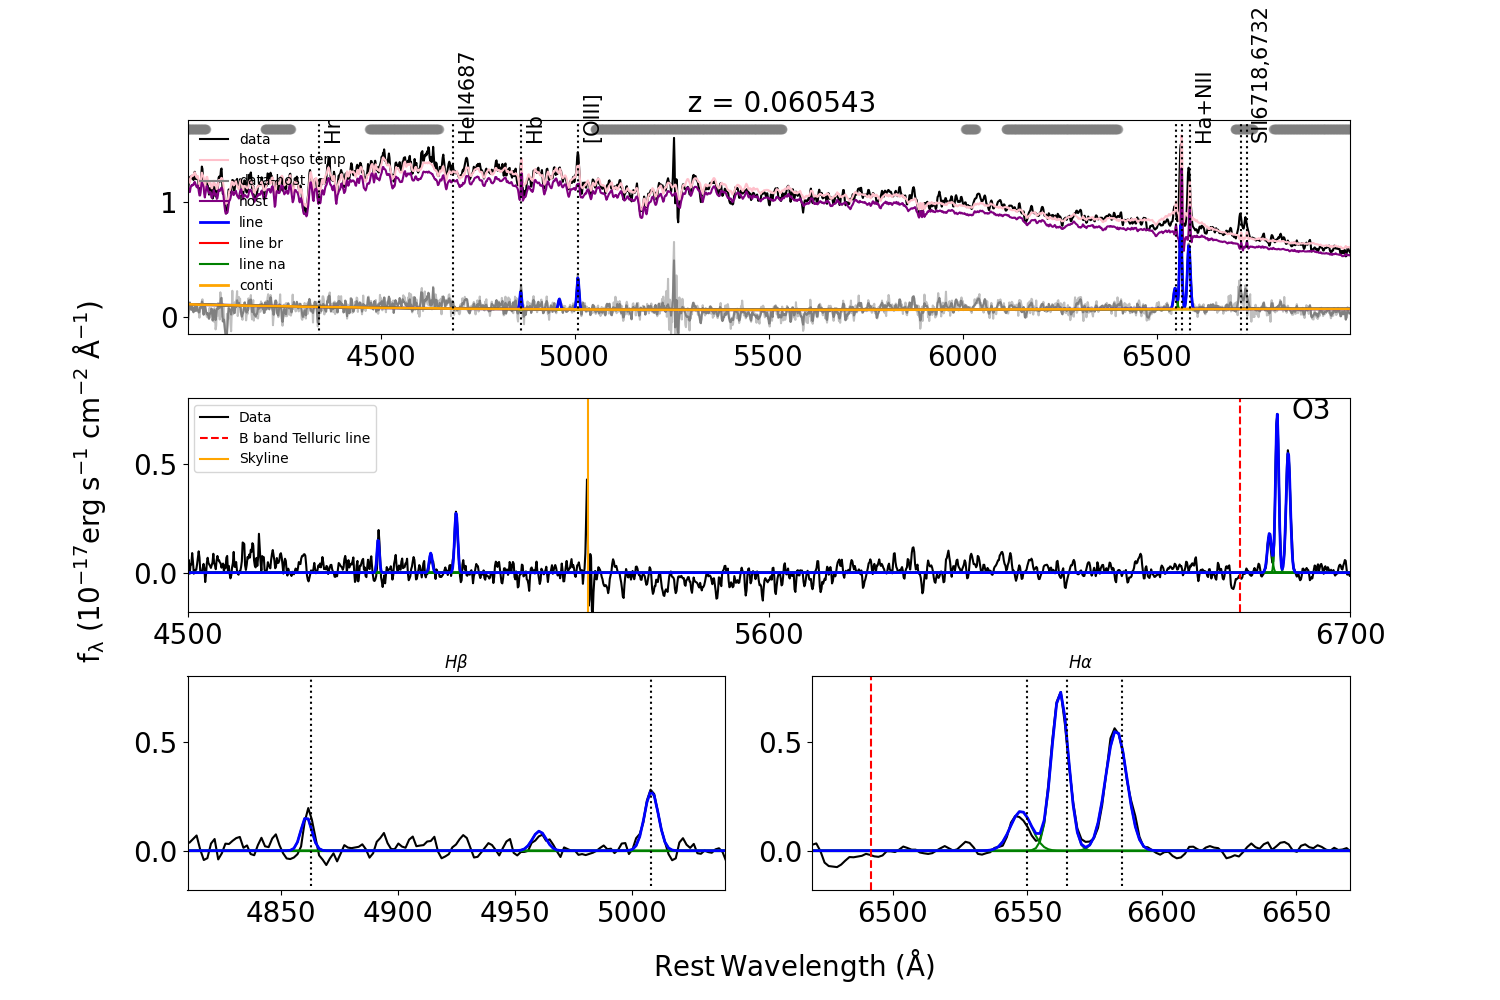 z = 0.060543
Hr
HeII4687
Hb
[OIII]
Ha+NII
SII6718,6732
data
host+qso temp
data-host
host
line
line br
line na
conti
1
0
4500
5000
5500
6000
6500
f_λ (10^−17 erg s^−1 cm^−2 Å^−1)
Data
B band Telluric line
Skyline
O3
0.5
0.0
4500
5600
6700
Hβ
0.5
0.0
4850
4900
4950
5000
Hα
0.5
0.0
6500
6550
6600
6650
Rest Wavelength (Å)